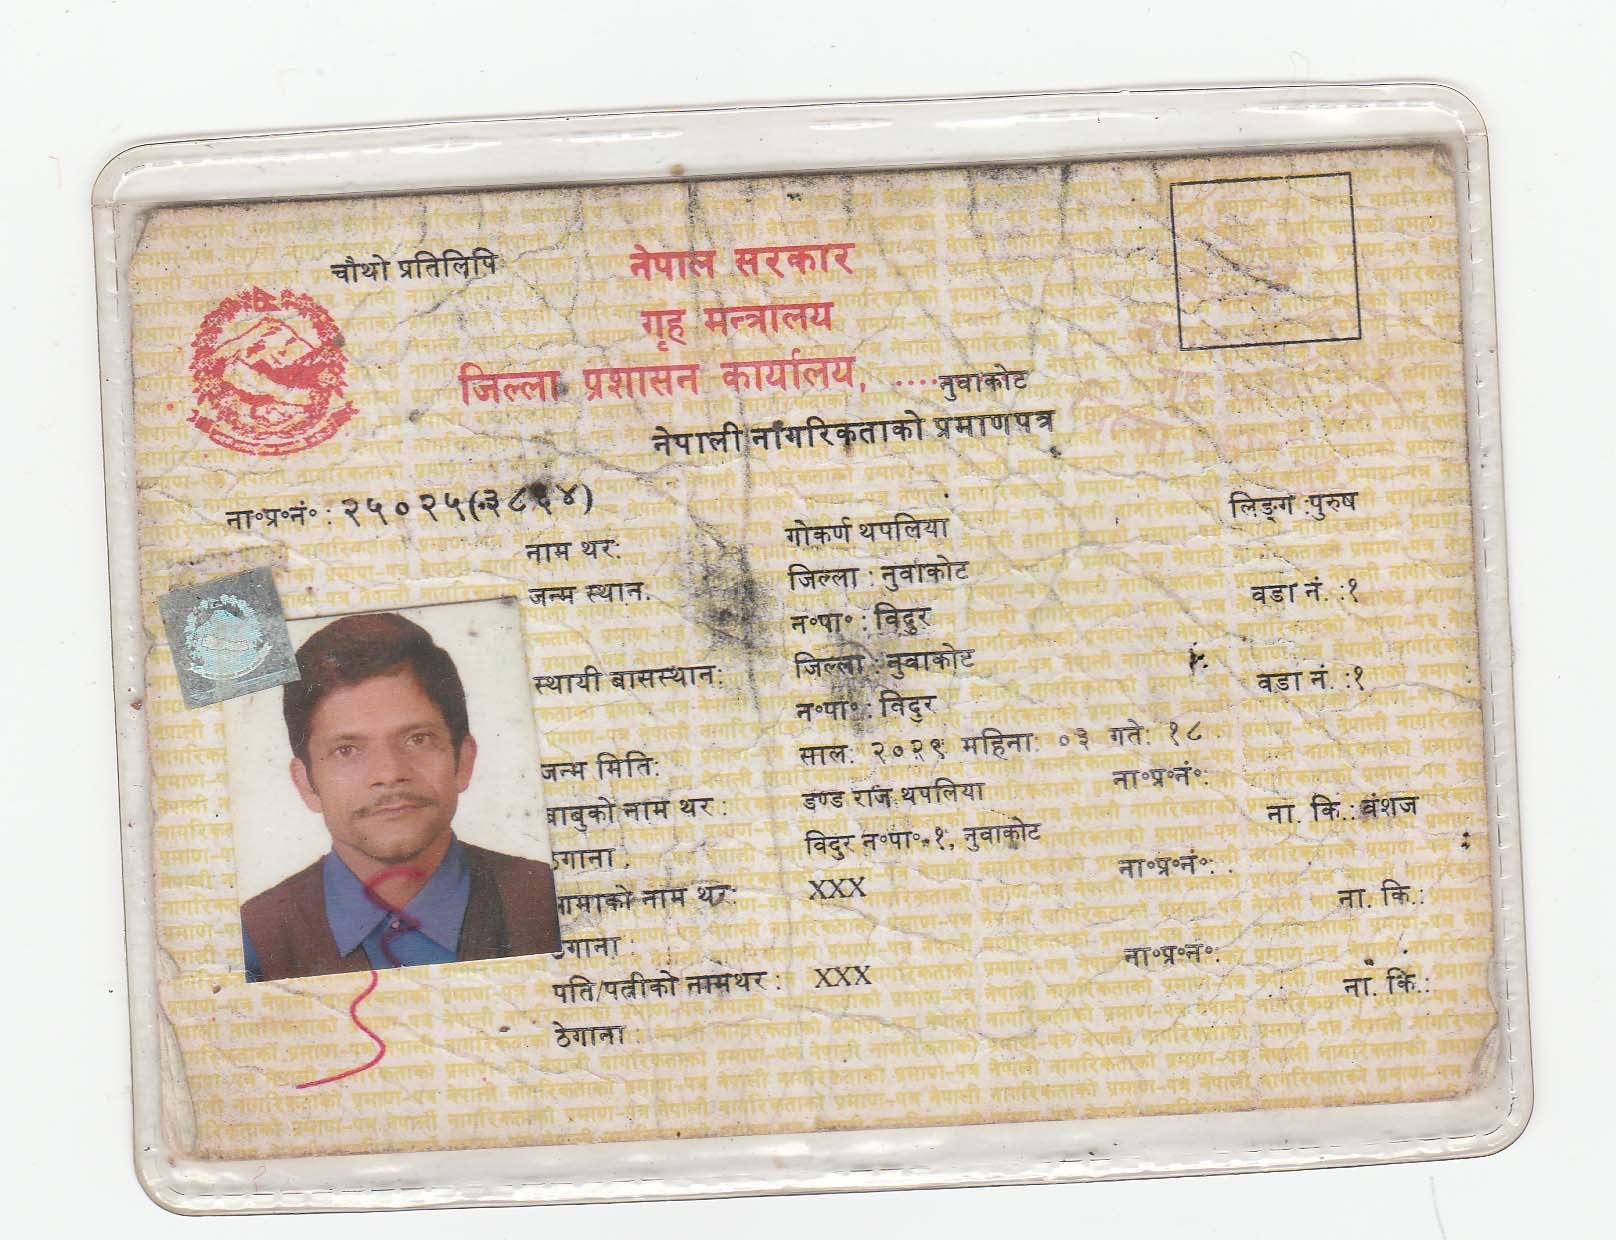 चौथो प्रतिलिपि
नेपाल सरकार
गृह मन्त्रालय
जिल्ला प्रशासन कार्यालय, ....नुवाकोट
नेपाली नागरिकताको प्रमाणपत्र
ना॰प्र॰नं॰: २५०२५(३८६४)
लिङ्ग :पुरुष
नाम थर: गोकर्ण थपलिया
जन्म स्थान: जिल्ला : नुवाकोट
न॰पा॰ : विदुर वडा नं. :१
स्थायी बासस्थान: जिल्ला : नुवाकोट
न॰पा॰ : विदुर वडा नं. :१
जन्म मिति: साल: २०२९ महिना: ०३ गते: १८
बाबुको नाम थर : डण्ड राज थपलिया ना॰प्र॰नं॰:
ठेगाना : विदुर न॰पा॰-१, नुवाकोट ना. कि.: वंशज
आमाको नाम थर: XXX ना॰प्र॰नं॰:
ठेगाना : ना. कि.:
पति/पत्नीको नामथर : XXX ना॰प्र॰नं॰:
ठेगाना : ना. कि.: